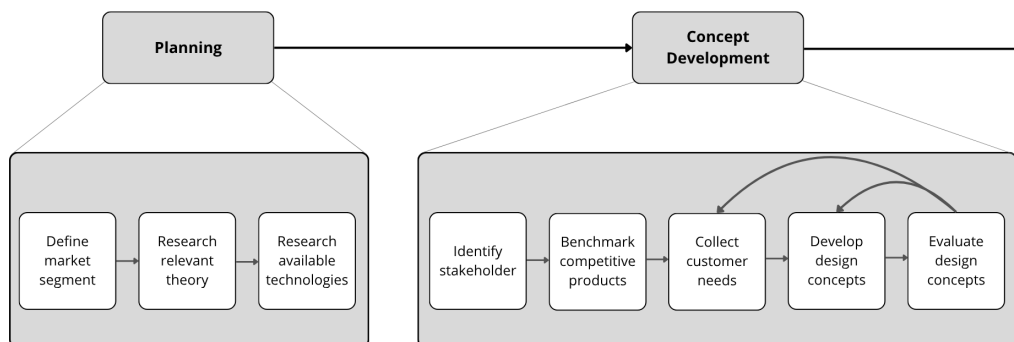 Planning
Concept
Development
Define
market
segment
Research
relevant
theory
Research
available
technologies
Identify
stakeholder
Benchmark
competitive
products
Collect
customer
needs
Develop
design
concepts
Evaluate
design
concepts